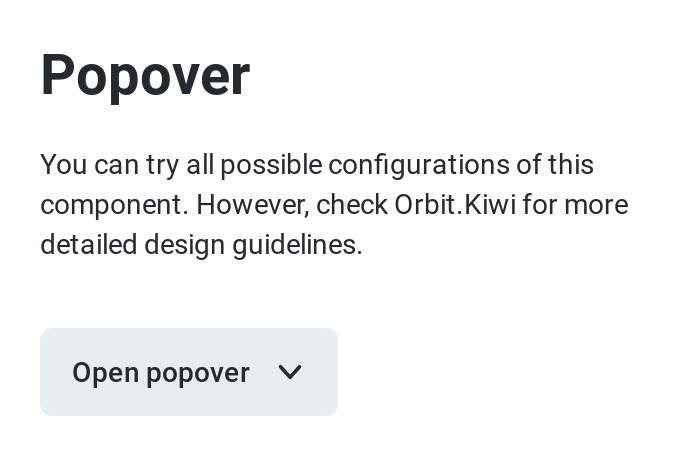 Popover
You can try all possible configurations of this
component. However, check Orbit.Kiwi for more
detailed design guidelines.
Open popover